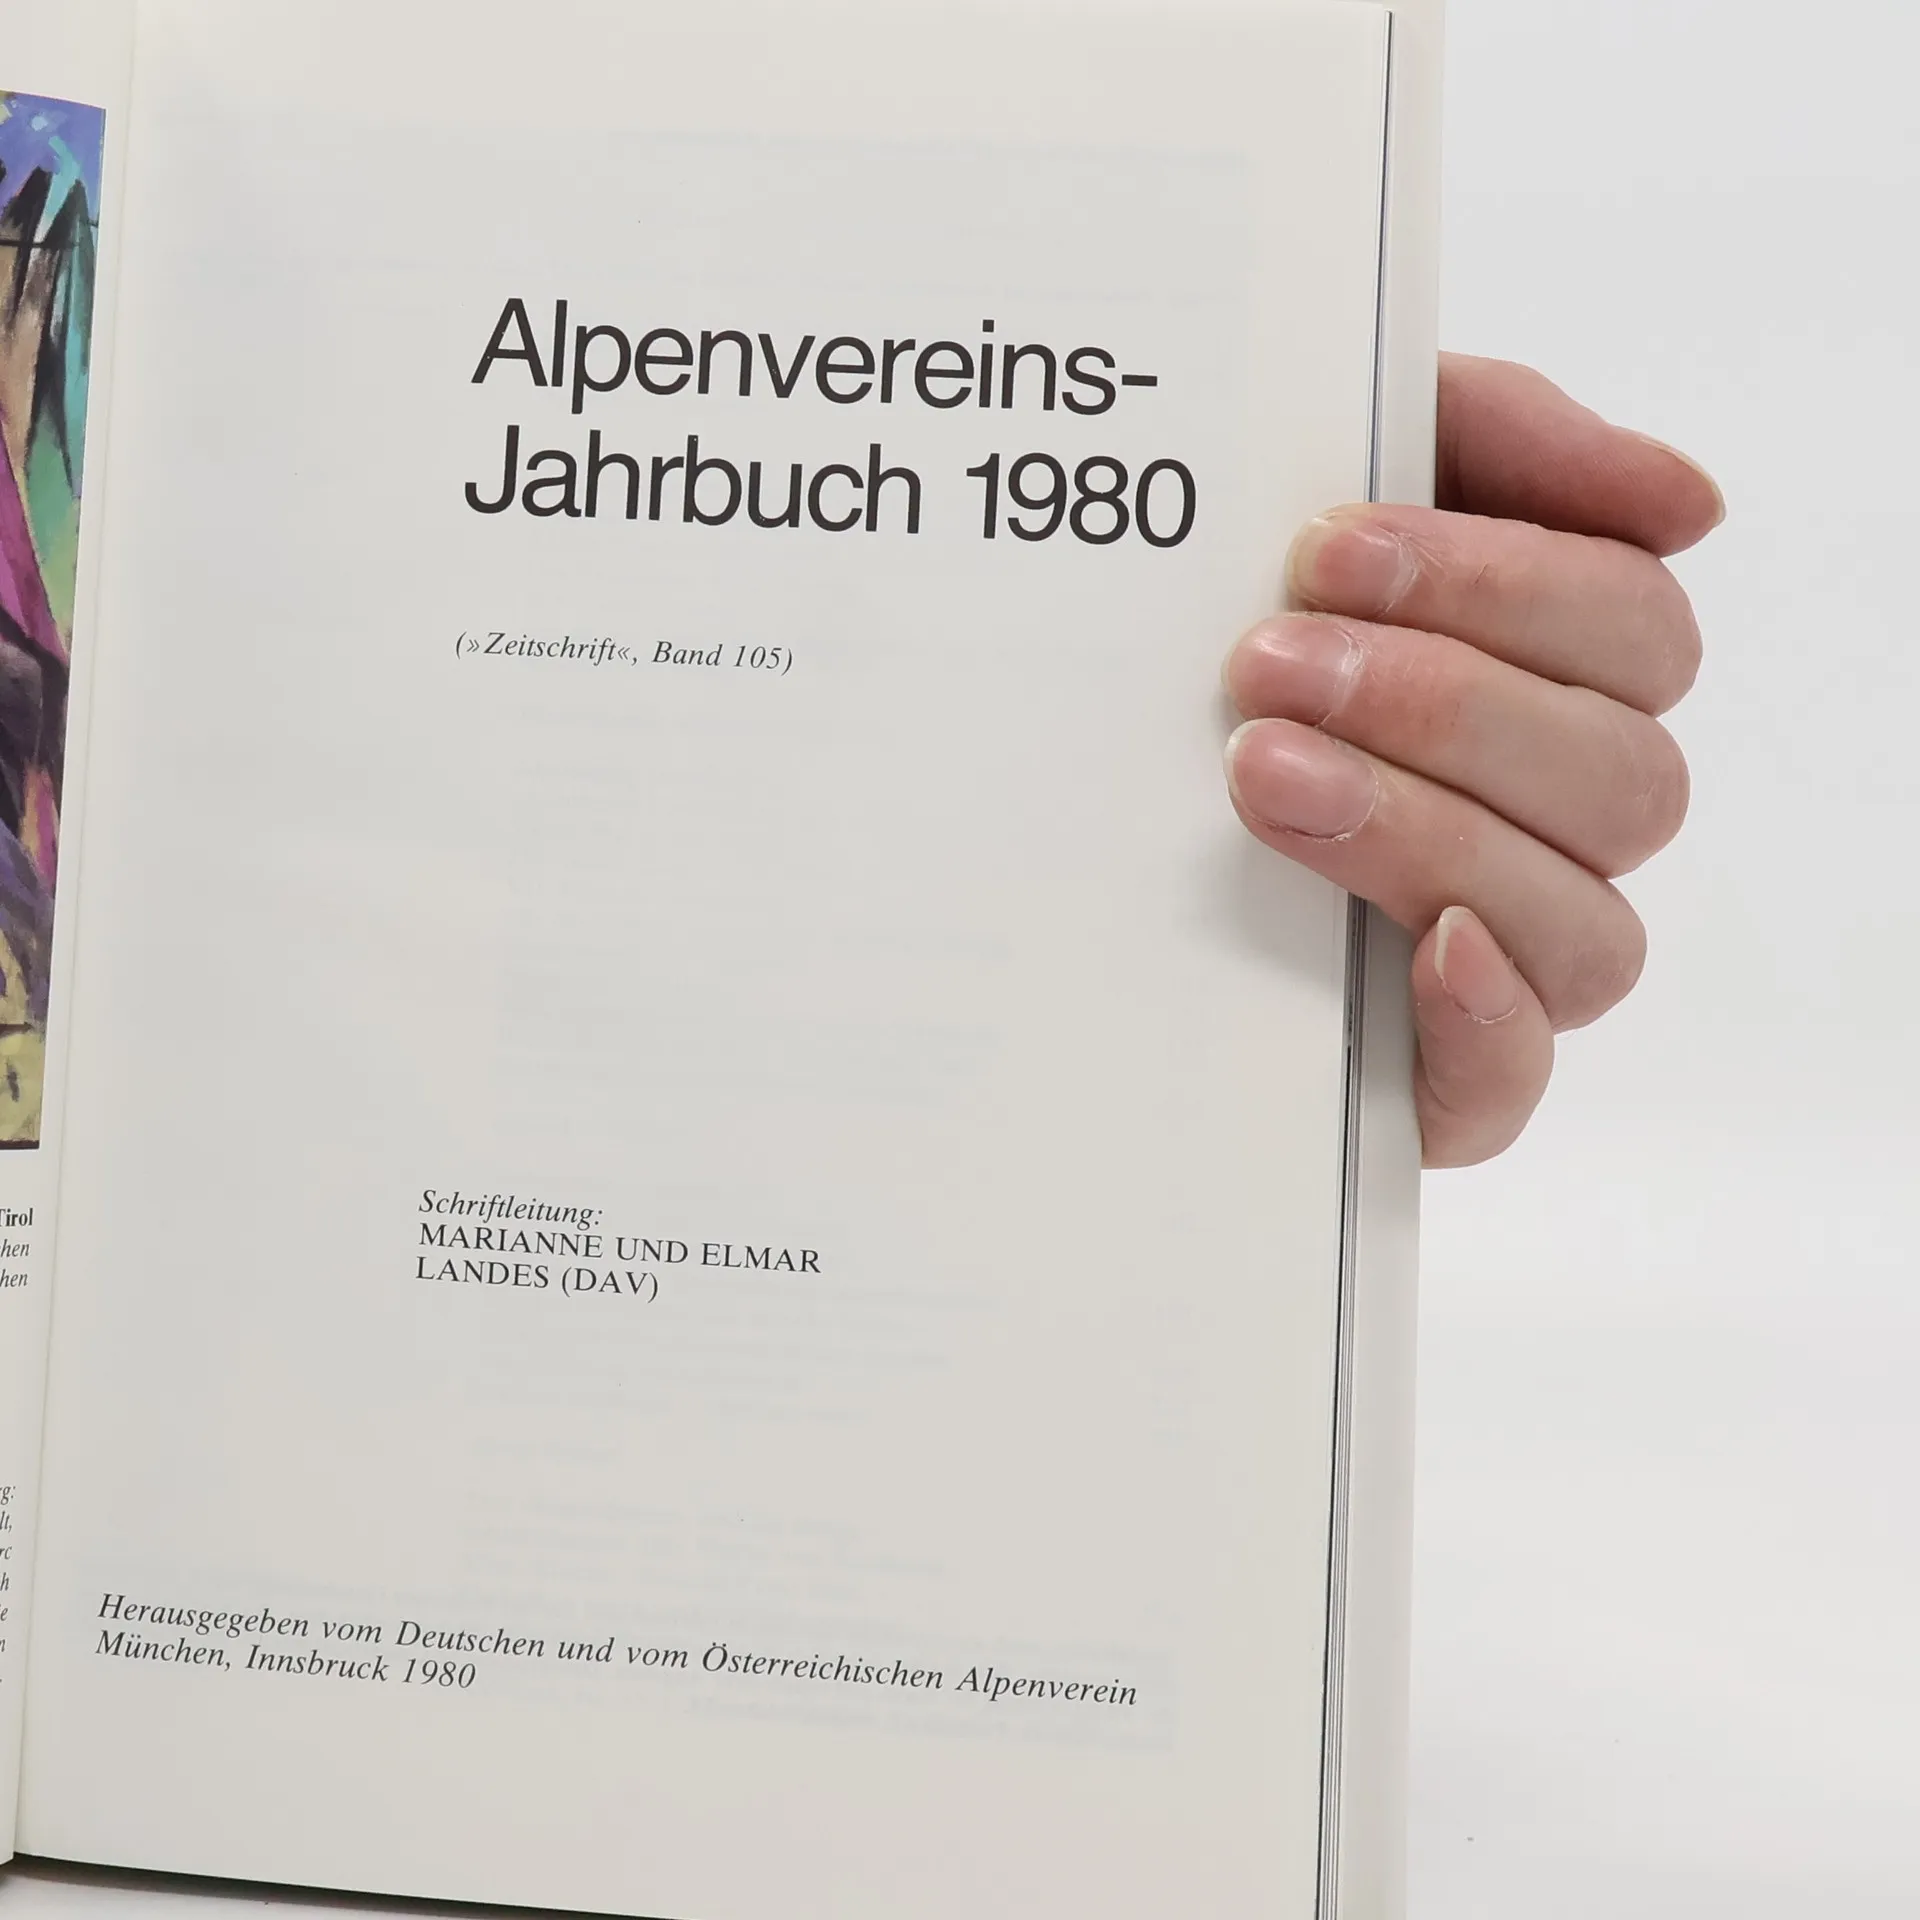 Alpenvereins-
Jahrbuch 1980
(»Zeitschrift«, Band 105)
Schriftleitung:
MARIANNE UND ELMAR
LANDES (DAV)
Herausgegeben vom Deutschen und vom Österreichischen Alpenverein
München, Innsbruck 1980
Tirol